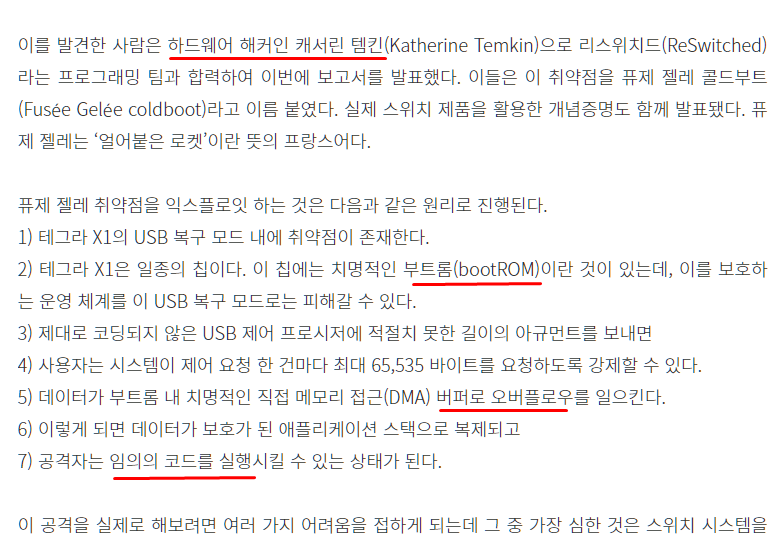 이를 발견한 사람은 하드웨어 해커인 캐서린 템킨(Katherine Temkin)으로 리스위치드(ReSwitched)
라는 프로그래밍 팀과 합력하여 이번에 보고서를 발표했다. 이들은 이 취약점을 퓨제 젤레 콜드부트
(Fusée Gelée coldboot)라고 이름 붙였다. 실제 스위치 제품을 활용한 개념증명도 함께 발표됐다. 퓨
제 젤레는 ‘얼어붙은 로켓’이란 뜻의 프랑스어다.
퓨제 젤레 취약점을 익스플로잇 하는 것은 다음과 같은 원리로 진행된다.
1) 테그라 X1의 USB 복구 모드 내에 취약점이 존재한다.
2) 테그라 X1은 일종의 칩이다. 이 칩에는 치명적인 부트롬(bootROM)이란 것이 있는데, 이를 보호하
는 운영 체계를 이 USB 복구 모드로는 피해갈 수 있다.
3) 제대로 코딩되지 않은 USB 제어 프로시저에 적절치 못한 길이의 아규먼트를 보내면
4) 사용자는 시스템이 제어 요청 한 건마다 최대 65,535 바이트를 요청하도록 강제할 수 있다.
5) 데이터가 부트롬 내 치명적인 직접 메모리 접근(DMA) 버퍼로 오버플로우를 일으킨다.
6) 이렇게 되면 데이터가 보호가 된 애플리케이션 스택으로 복제되고
7) 공격자는 임의의 코드를 실행시킬 수 있는 상태가 된다.
이 공격을 실제로 해보려면 여러 가지 어려움을 접하게 되는데 그 중 가장 심한 것은 스위치 시스템을